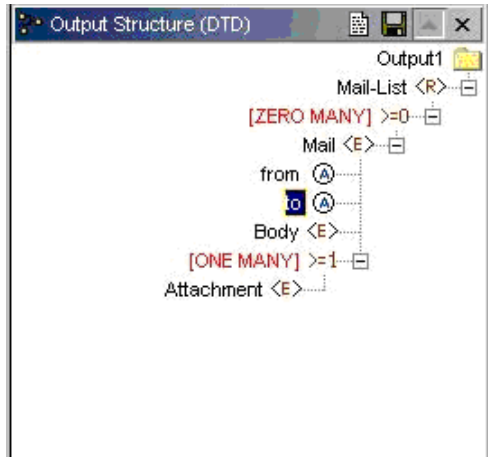 Output Structure (DTD)
Output1
Mail-List <R>
[ZERO MANY] >=0
Mail <E>
from A
to A
Body <E>
[ONE MANY] >=1
Attachment <E>